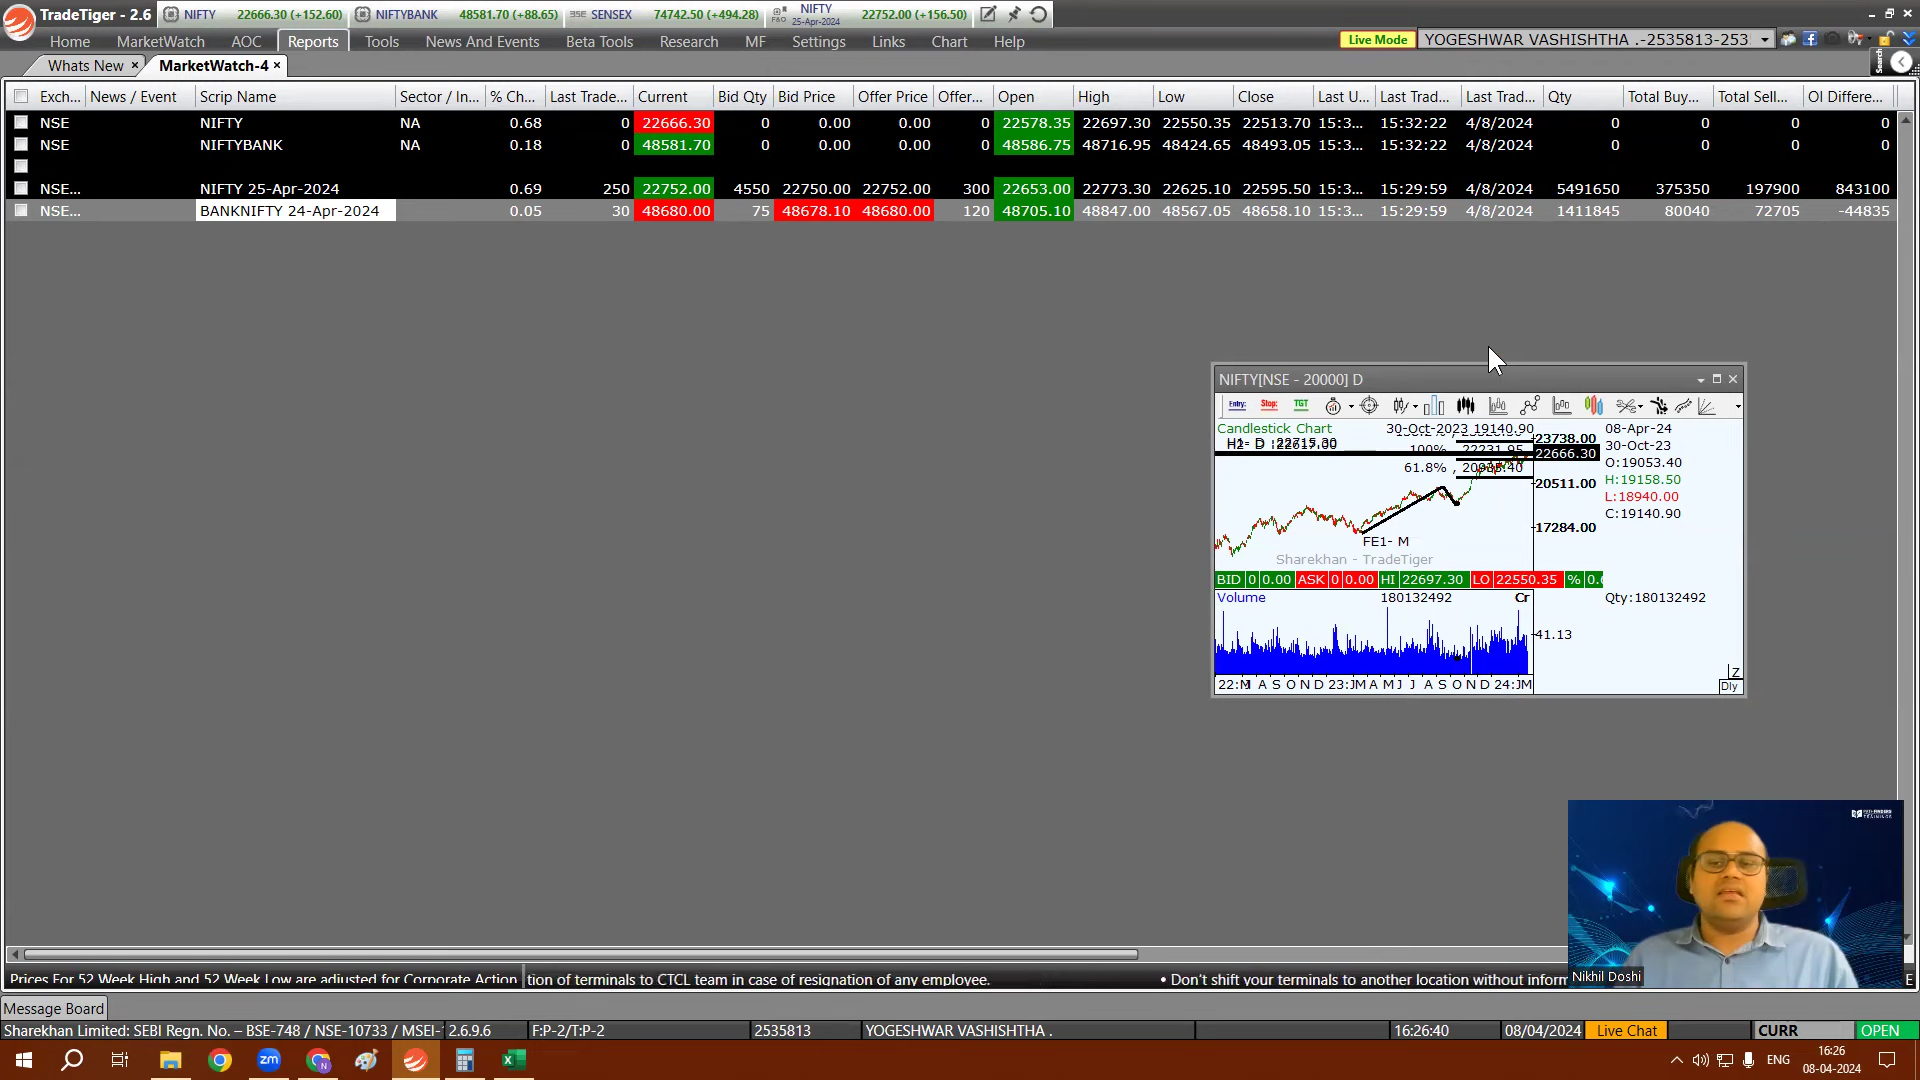 TradeTiger - 2.6 NIFTY 22666.30 (+152.60) NIFTYBANK 48581.70 (+88.65) BSE SENSEX 74742.50 (+494.28) F&O NIFTY 25-Apr-2024 22752.00 (+156.50)
Home MarketWatch AOC Reports Tools News And Events Beta Tools Research MF Settings Links Chart Help Live Mode YOGESHWAR VASHISHTHA .-2535813-253
Whats New × MarketWatch-4 × Search
Exch... News / Event Scrip Name Sector / In... % Ch... Last Trade... Current Bid Qty Bid Price Offer Price Offer... Open High Low Close Last U... Last Trad... Last Trad... Qty Total Buy... Total Sell... OI Differe...
NSE NIFTY NA 0.68 0 22666.30 0 0.00 0.00 0 22578.35 22697.30 22550.35 22513.70 15:3... 15:32:22 4/8/2024 0 0 0 0
NSE NIFTYBANK NA 0.18 0 48581.70 0 0.00 0.00 0 48586.75 48716.95 48424.65 48493.05 15:3... 15:32:22 4/8/2024 0 0 0 0
NSE... NIFTY 25-Apr-2024 0.69 250 22752.00 4550 22750.00 22752.00 300 22653.00 22773.30 22625.10 22595.50 15:3... 15:29:59 4/8/2024 5491650 375350 197900 843100
NSE... BANKNIFTY 24-Apr-2024 0.05 30 48680.00 75 48678.10 48680.00 120 48705.10 48847.00 48567.05 48658.10 15:3... 15:29:59 4/8/2024 1411845 80040 72705 -44835
NIFTY[NSE - 20000] D
Entry: Stop: TGT
Candlestick Chart 30-Oct-2023 19140.90 08-Apr-24
23738.00
30-Oct-23
100% 22231.95 22666.30
O:19053.40
61.8% ,
H:19158.50
20511.00
L:18940.00
C:19140.90
17284.00
FE1- M
Sharekhan - TradeTiger
BID 0 0.00 ASK 0 0.00 HI 22697.30 LO 22550.35 %
Volume 180132492 Cr Qty:180132492
41.13
Z
22:M A S O N D 23:JM A M J J A S O N D 24:JM Dly
PATHFINDERS
TRAININGS
Nikhil Doshi
Prices For 52 Week High and 52 Week Low are adjusted for Corporate Action tion of terminals to CTCL team in case of resignation of any employee. • Don't shift your terminals to another location without inform E
Message Board
Sharekhan Limited: SEBI Regn. No. – BSE-748 / NSE-10733 / MSEI- 2.6.9.6 F:P-2/T:P-2 2535813 YOGESHWAR VASHISHTHA . 16:26:40 08/04/2024 Live Chat CURR OPEN
zm N ENG 16:26
08-04-2024